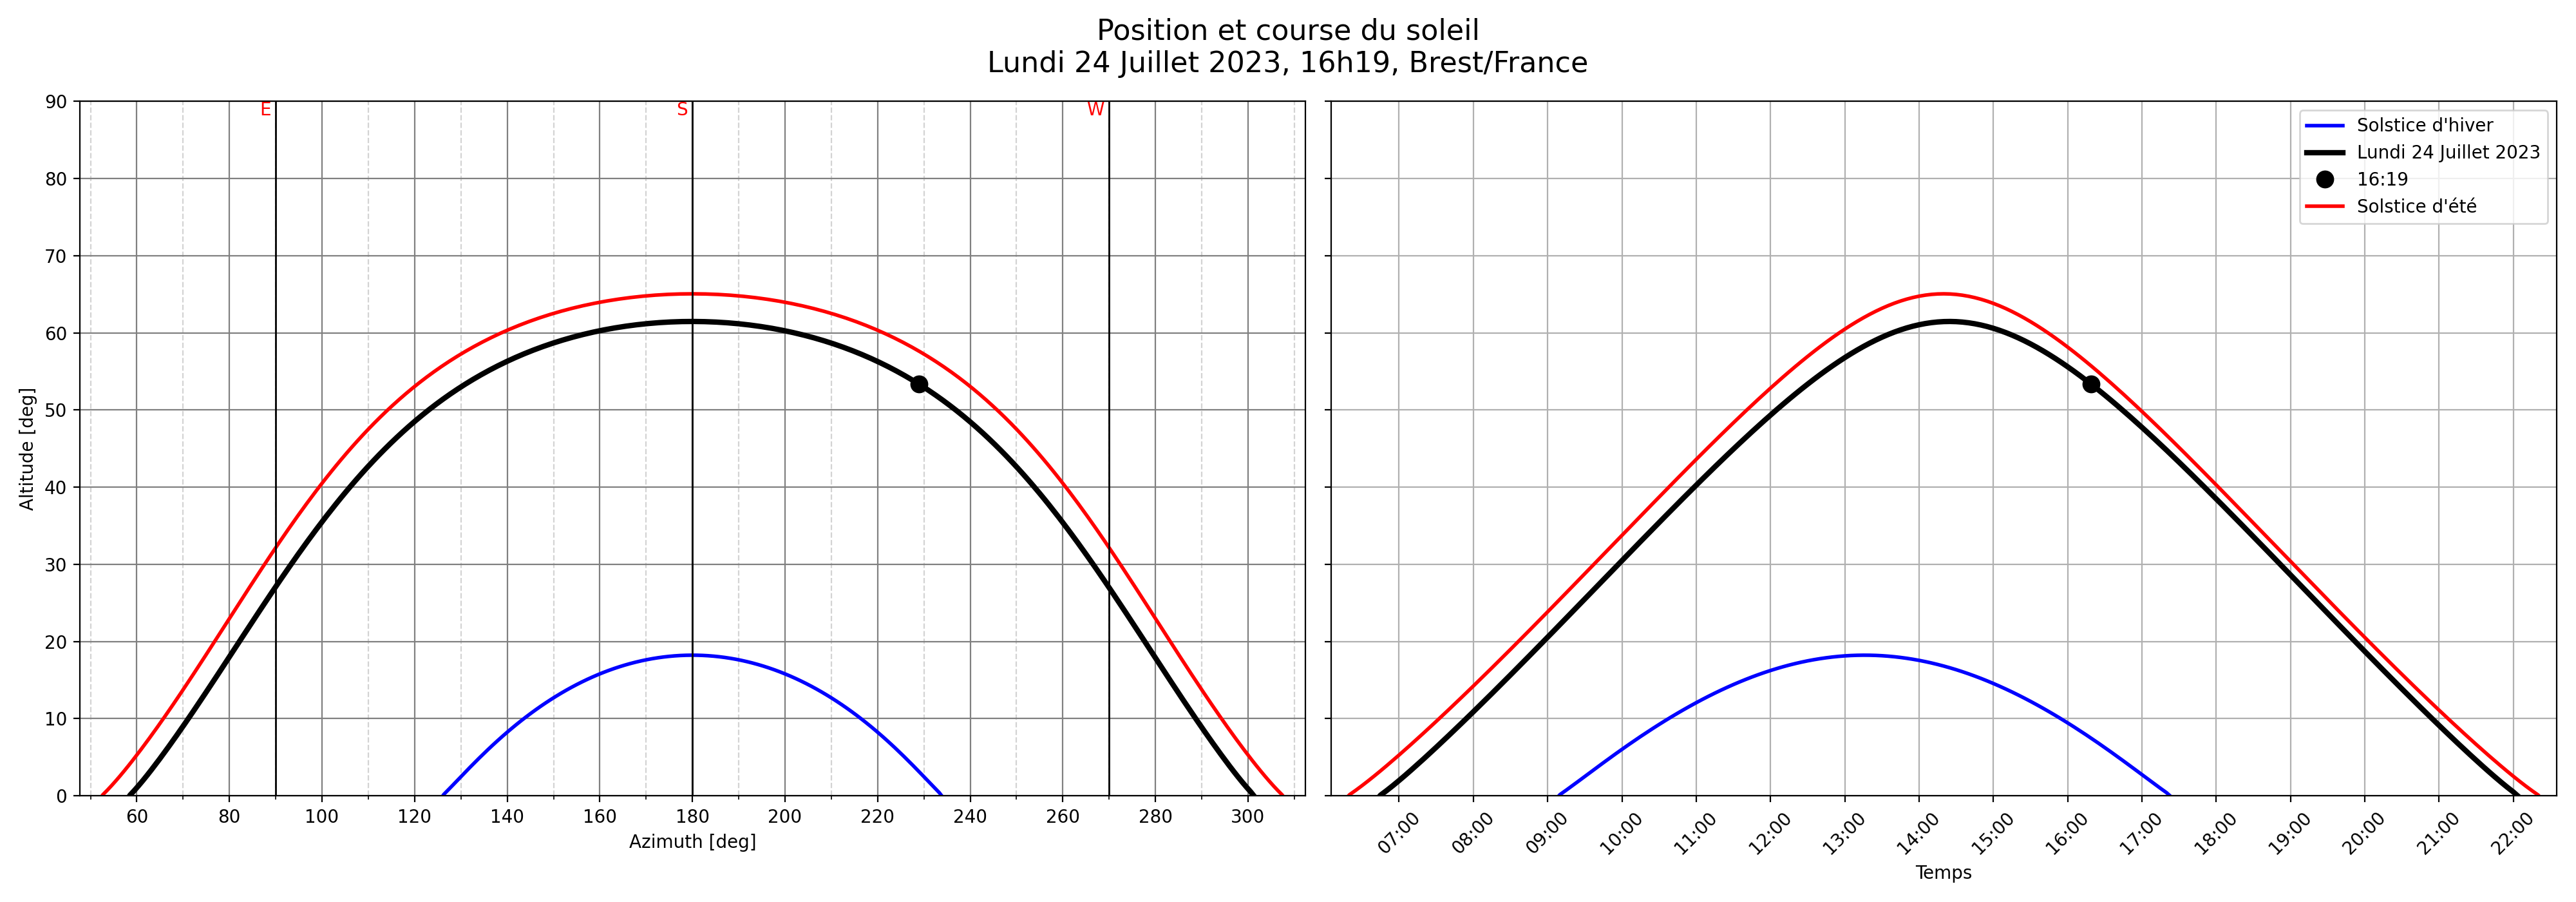 Position et course du soleil
Lundi 24 Juillet 2023, 16h19, Brest/France
E
S
W
90
80
70
60
50
40
30
20
10
0
Altitude [deg]
60 80 100 120 140 160 180 200 220 240 260 280 300
Azimuth [deg]
Solstice d'hiver
Lundi 24 Juillet 2023
16:19
Solstice d'été
07:00 08:00 09:00 10:00 11:00 12:00 13:00 14:00 15:00 16:00 17:00 18:00 19:00 20:00 21:00 22:00
Temps